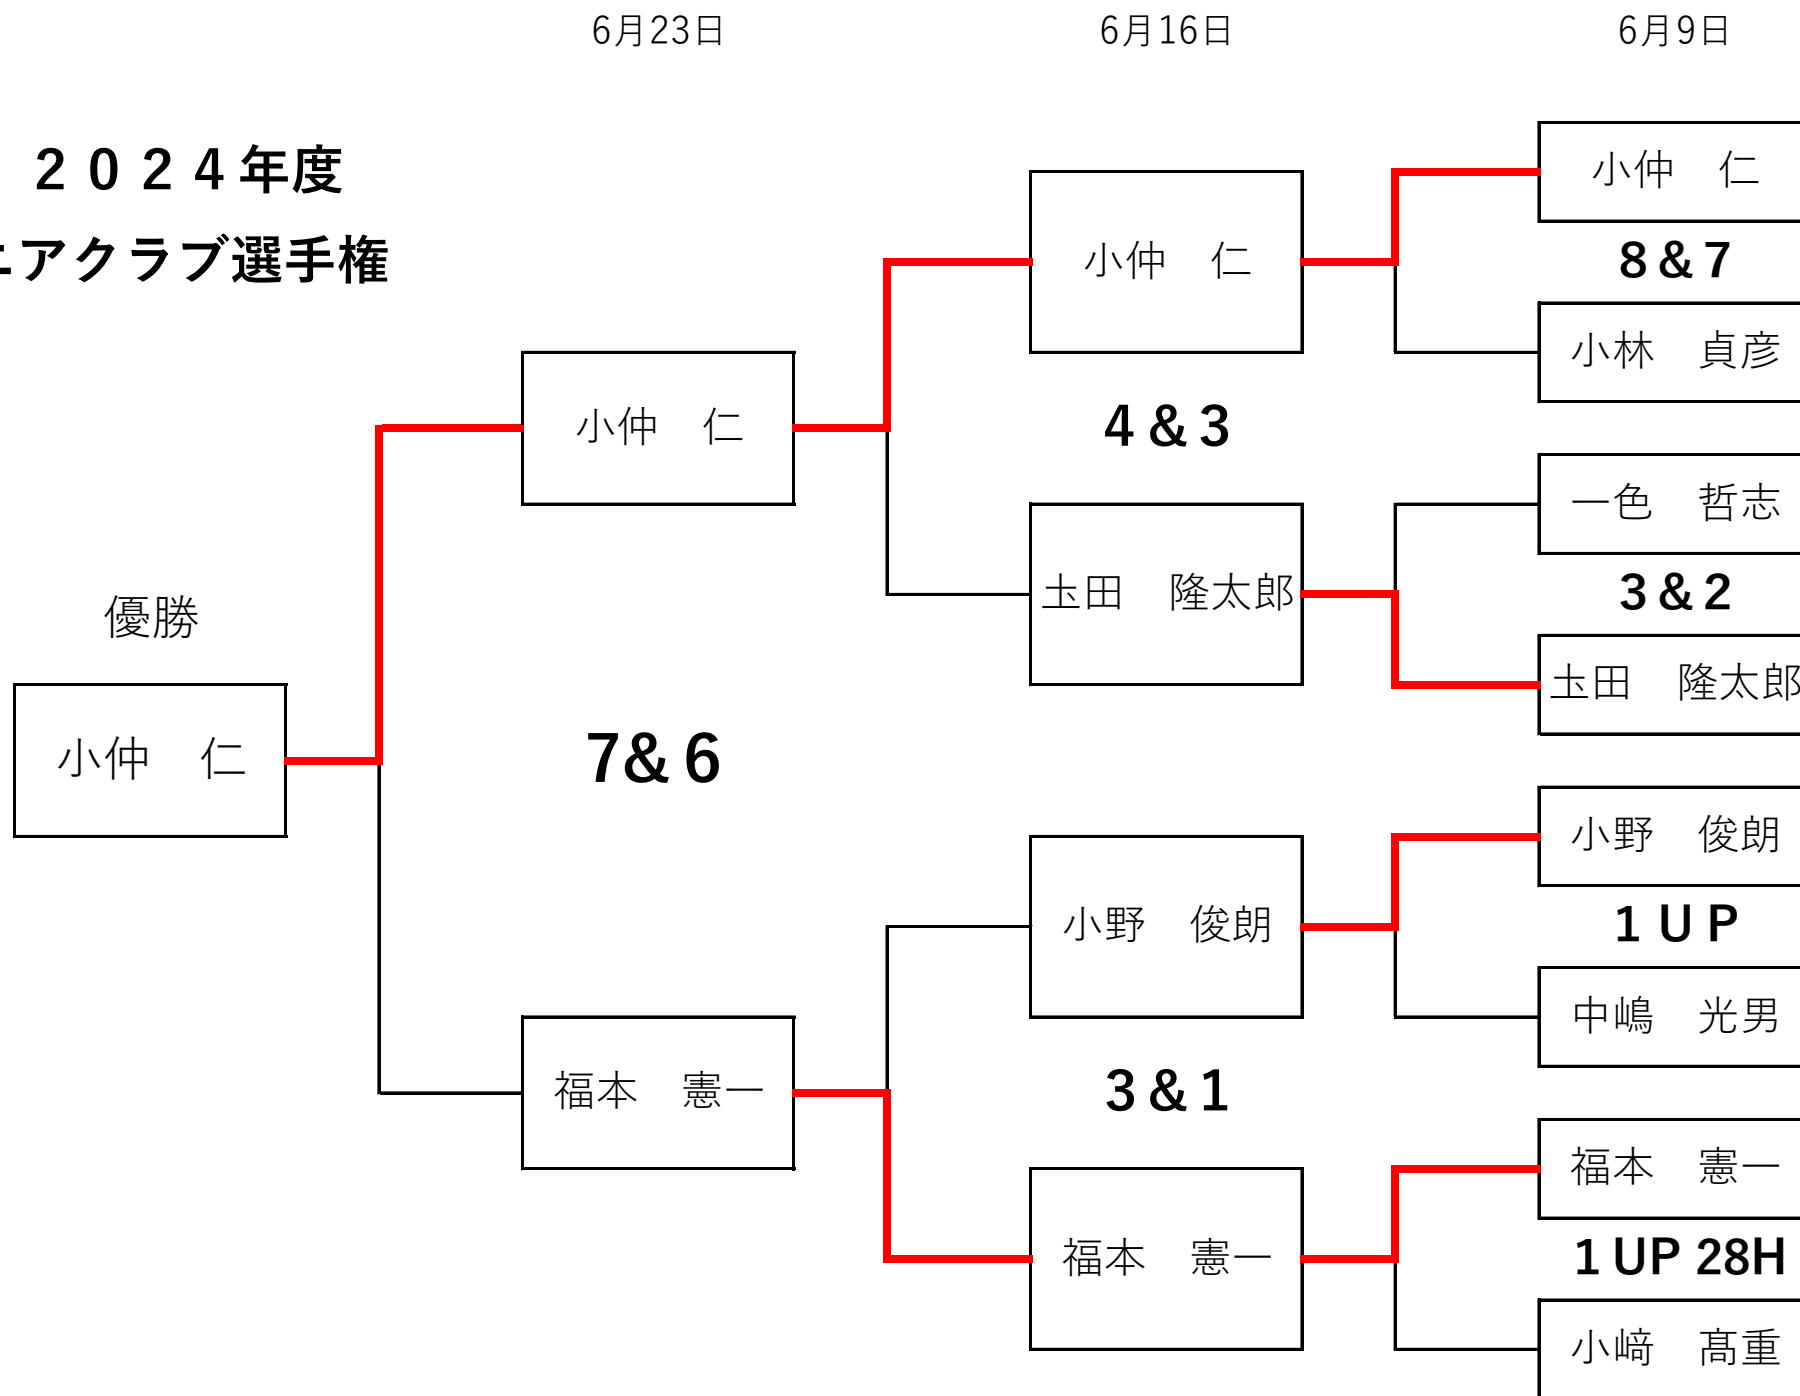 6月23日
6月16日
6月9日
２０２４年度
ニアクラブ選手権
小仲　仁
8＆7
小林　貞彦
小仲　仁
4＆3
小仲　仁
一色　哲志
3＆2
圡田　隆太郎
圡田　隆太郎
優勝
小仲　仁
7＆6
小野　俊朗
1 U P
中嶋　光男
小野　俊朗
3＆1
福本　憲一
福本　憲一
1 UP 28H
小﨑　髙重
福本　憲一